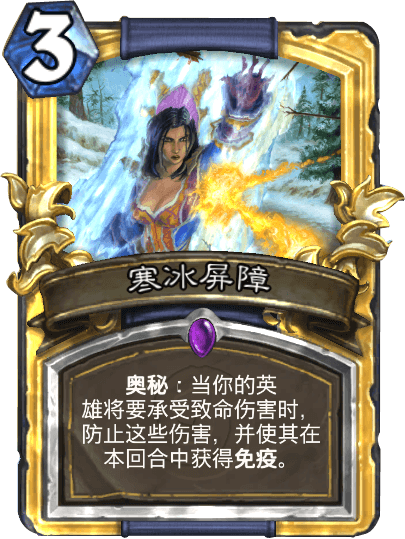 3
寒冰屏障
奥秘：当你的英
雄将要承受致命伤害时，
防止这些伤害，并使其在
本回合中获得免疫。